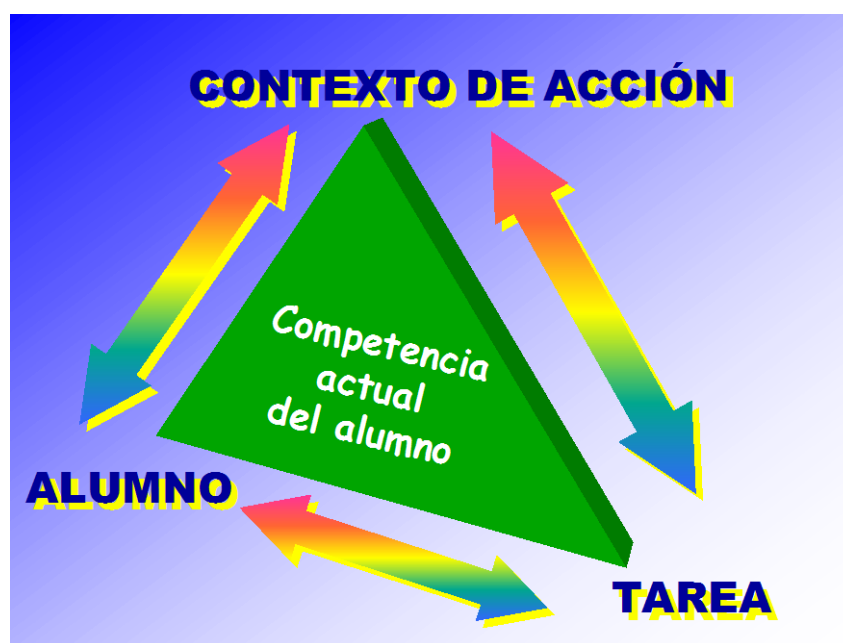 CONTEXTO DE ACCIÓN
Competencia
actual
del alumno
ALUMNO
TAREA